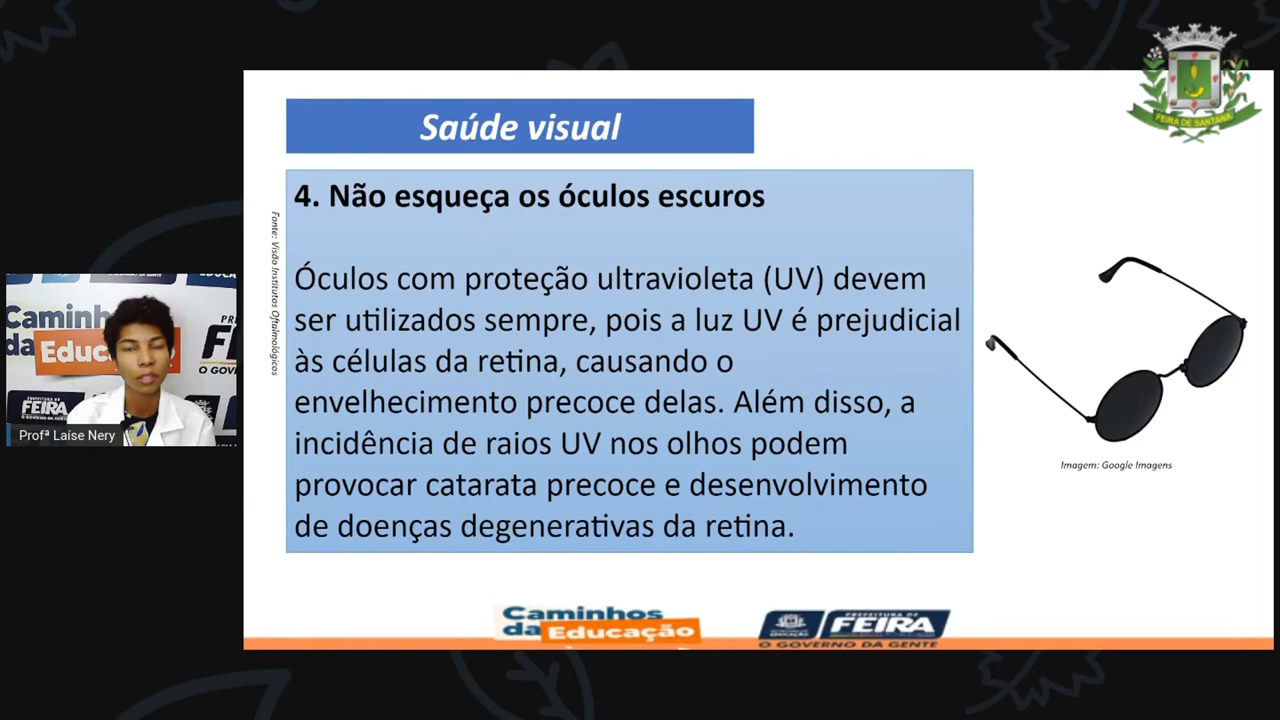 FEIRA DE SANTANA
Saúde visual
4. Não esqueça os óculos escuros
Óculos com proteção ultravioleta (UV) devem
ser utilizados sempre, pois a luz UV é prejudicial
às células da retina, causando o
envelhecimento precoce delas. Além disso, a
incidência de raios UV nos olhos podem
provocar catarata precoce e desenvolvimento
de doenças degenerativas da retina.
Fonte: Visão Institutos Oftalmológicos
Imagem: Google Imagens
Caminhos
da Educação
PREFEITURA DE
FEIRA
O GOVERNO DA GENTE
Profª Laíse Nery